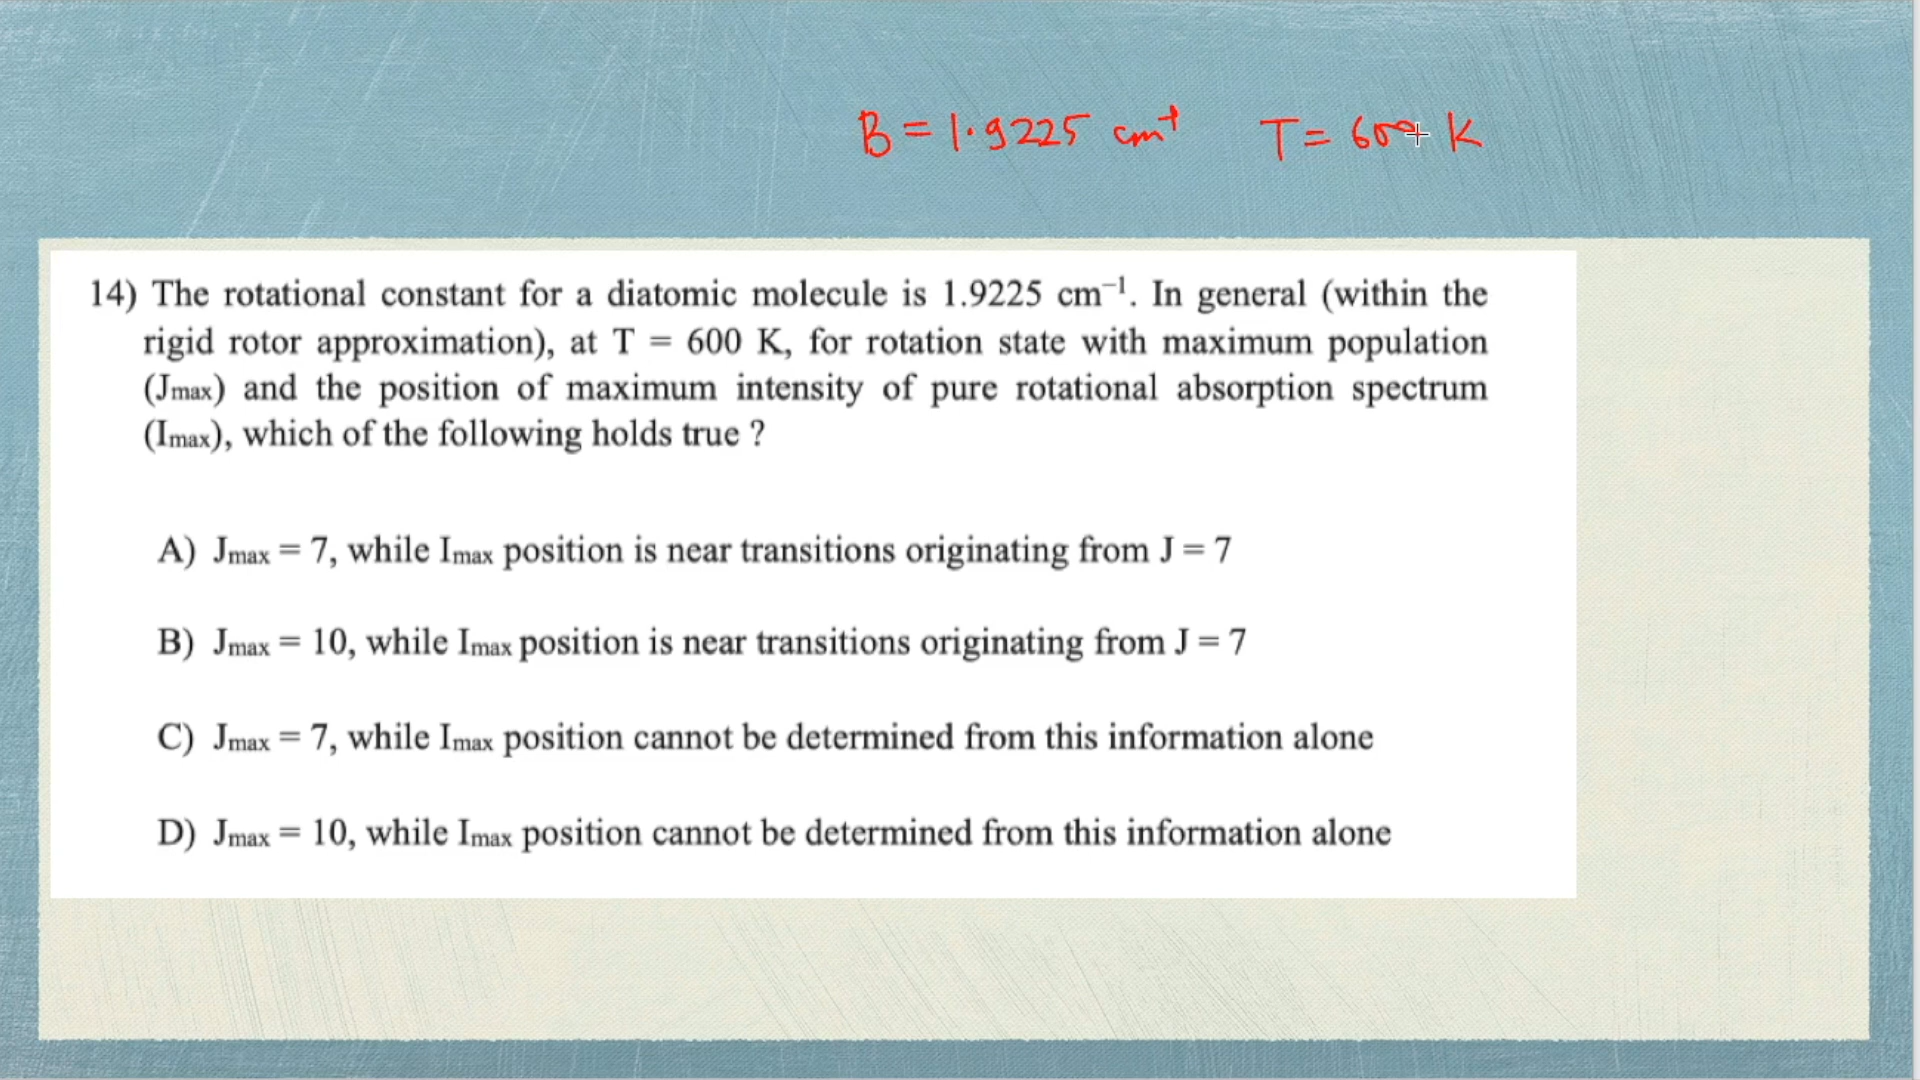 B = 1.9225 cm⁻¹ T = 600 K
14) The rotational constant for a diatomic molecule is 1.9225 cm⁻¹. In general (within the
rigid rotor approximation), at T = 600 K, for rotation state with maximum population
(Jmax) and the position of maximum intensity of pure rotational absorption spectrum
(Imax), which of the following holds true ?
A) Jmax = 7, while Imax position is near transitions originating from J = 7
B) Jmax = 10, while Imax position is near transitions originating from J = 7
C) Jmax = 7, while Imax position cannot be determined from this information alone
D) Jmax = 10, while Imax position cannot be determined from this information alone